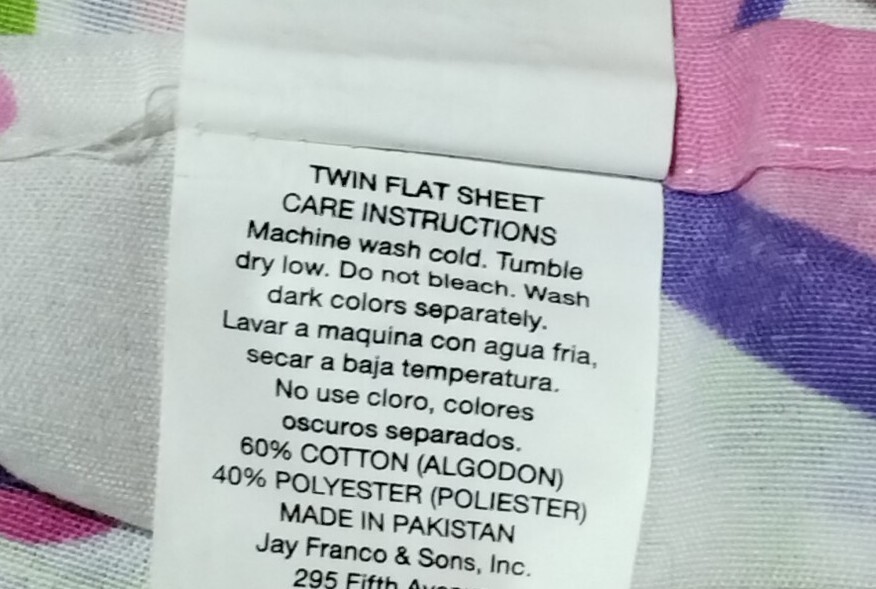 TWIN FLAT SHEET
CARE INSTRUCTIONS
Machine wash cold. Tumble
dry low. Do not bleach. Wash
dark colors separately.
Lavar a maquina con agua fria,
secar a baja temperatura.
No use cloro, colores
oscuros separados.
60% COTTON (ALGODON)
40% POLYESTER (POLIESTER)
MADE IN PAKISTAN
Jay Franco & Sons, Inc.
295 Fifth